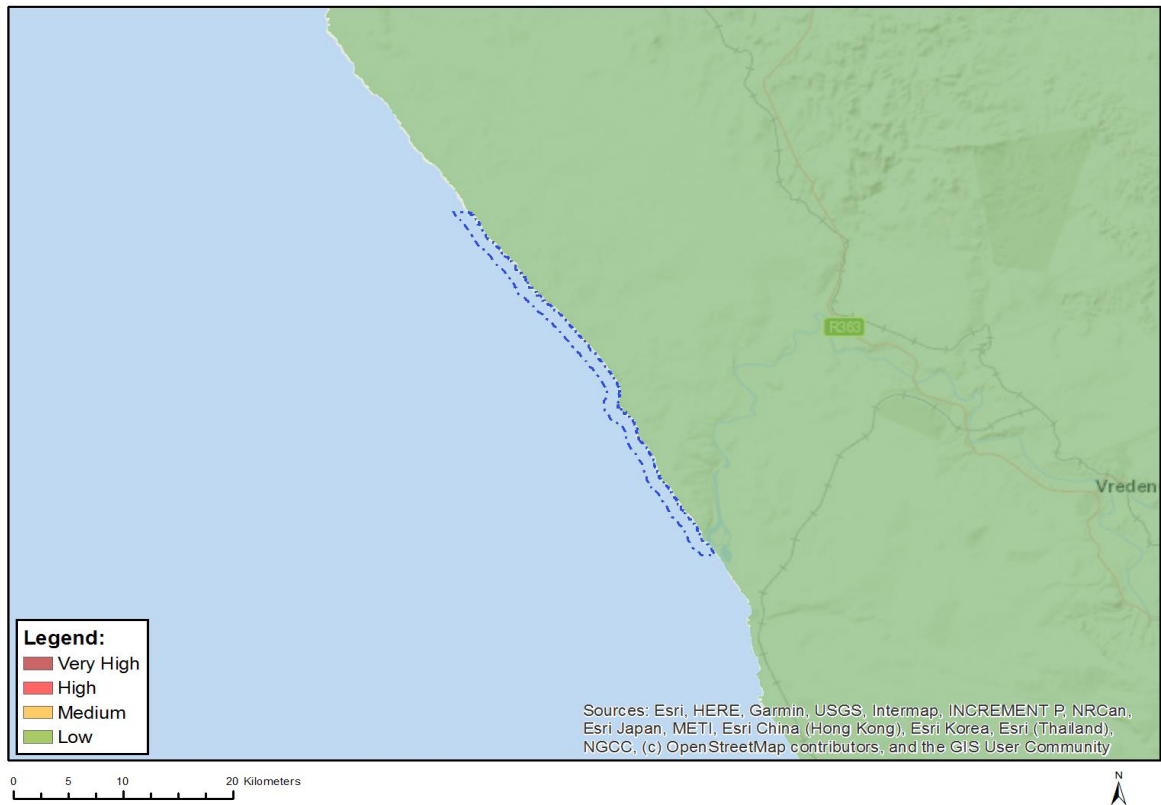 R363
Vreden
Legend:
Very High
High
Medium
Low
Sources: Esri, HERE, Garmin, USGS, Intermap, INCREMENT P, NRCan,
Esri Japan, METI, Esri China (Hong Kong), Esri Korea, Esri (Thailand),
NGCC, (c) OpenStreetMap contributors, and the GIS User Community
0 5 10 20 Kilometers
N